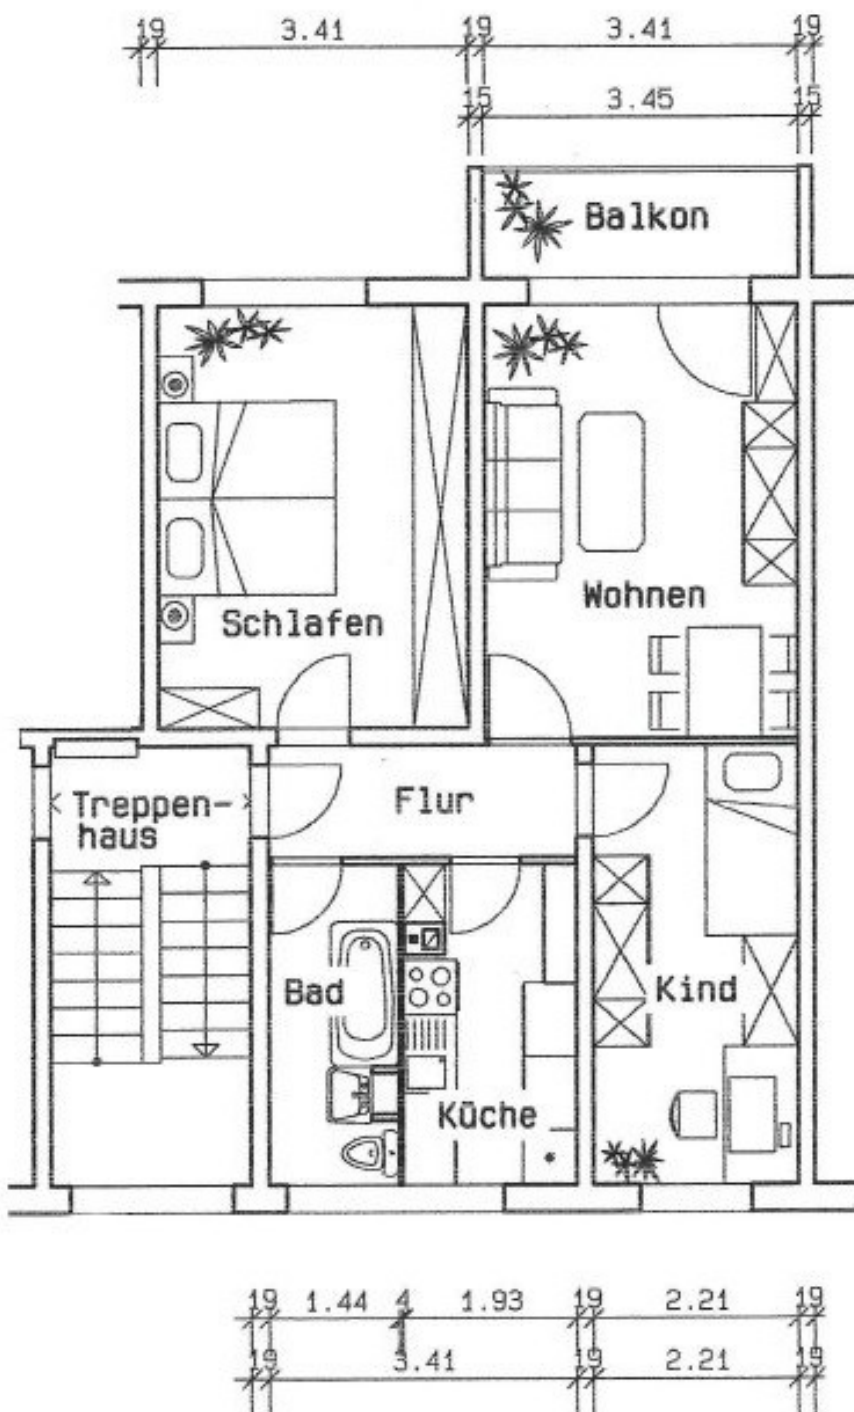 19 3.41 19 3.41 19
15 3.45 15
Balkon
Wohnen
Schlafen
Treppen-
haus
Flur
Bad
Kind
Küche
19 1.44 4 1.93 19 2.21 19
19 3.41 19 2.21 19